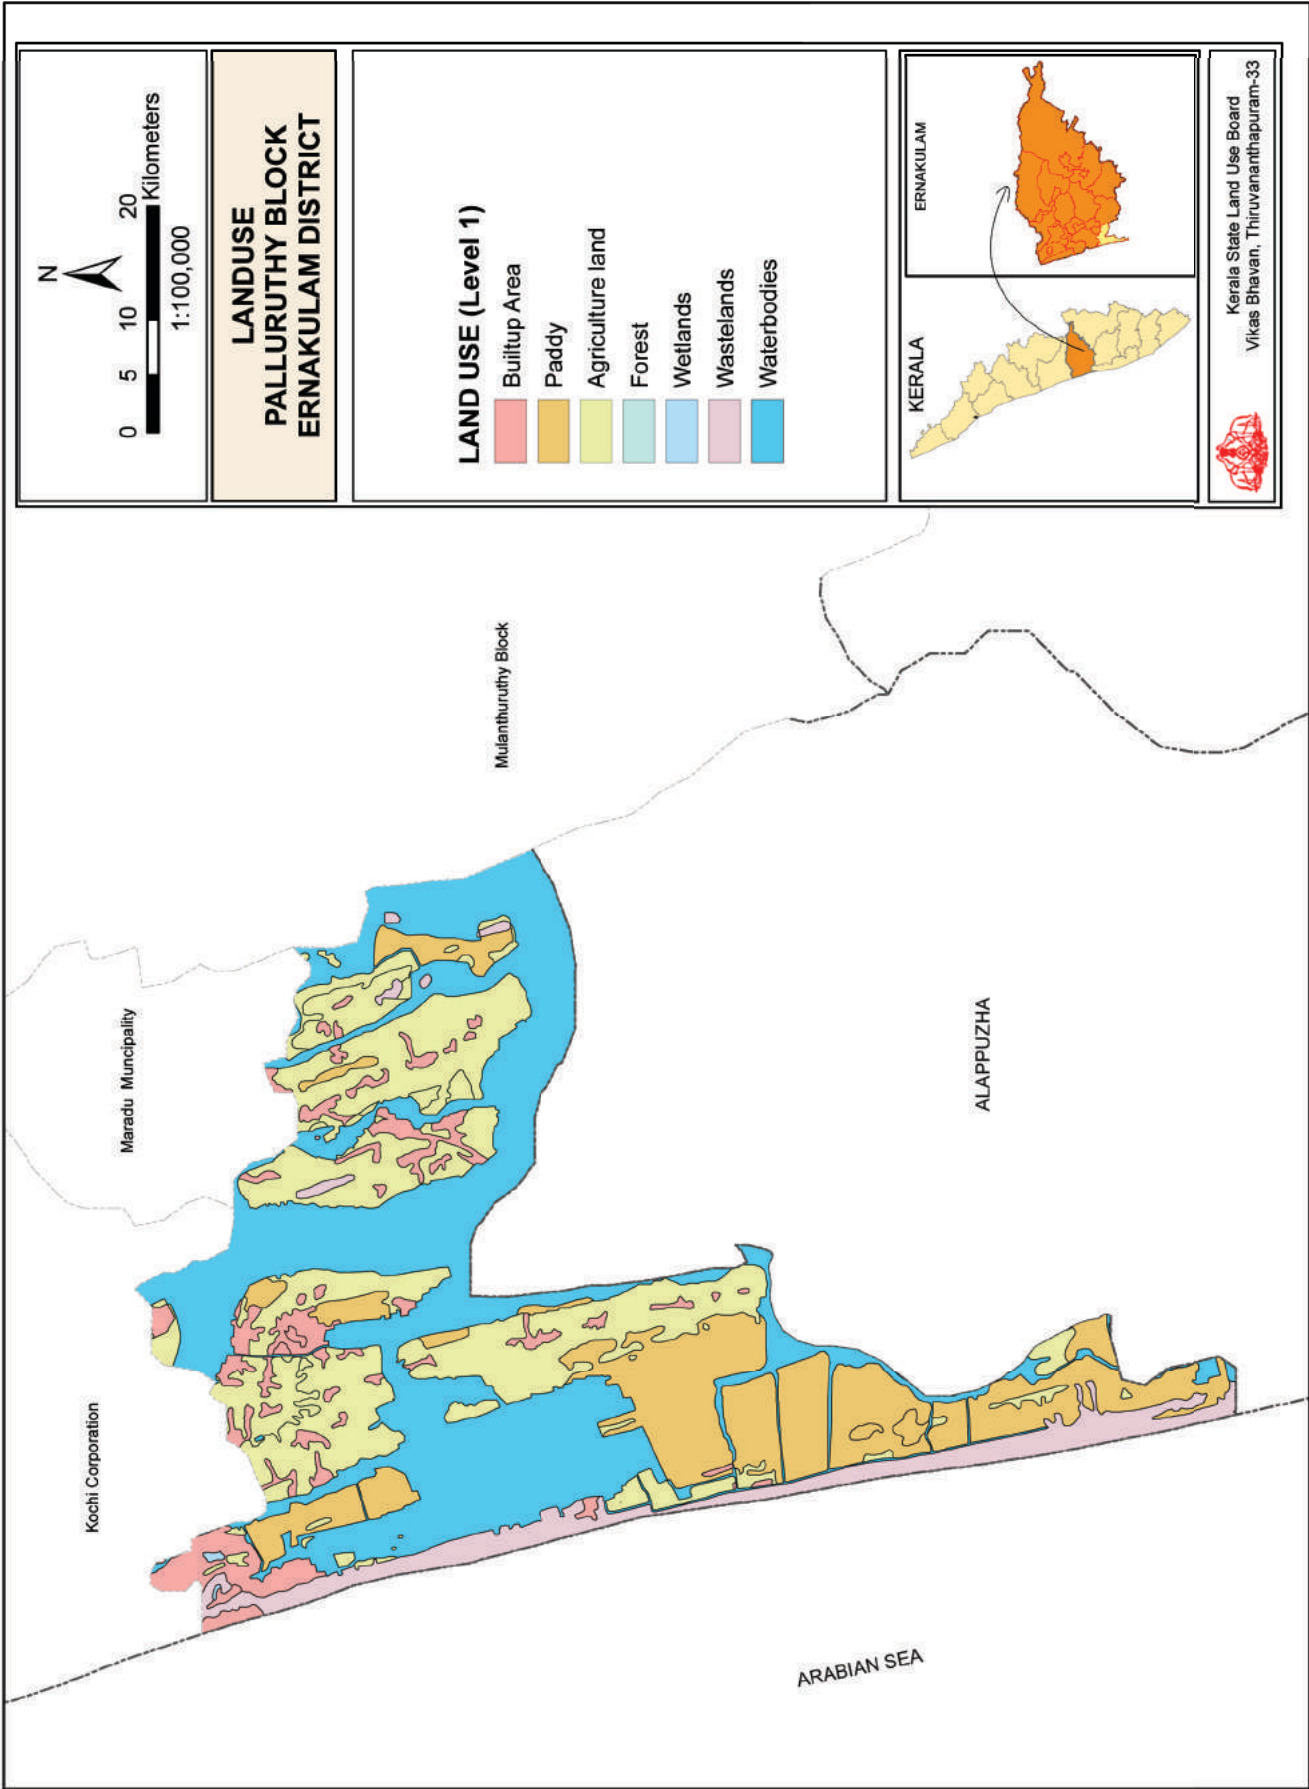 N
0 5 10 20
Kilometers
1:100,000
LANDUSE
PALLURUTHY BLOCK
ERNAKULAM DISTRICT
LAND USE (Level 1)
Builtup Area
Paddy
Agriculture land
Forest
Wetlands
Wastelands
Waterbodies
KERALA
ERNAKULAM
Kerala State Land Use Board
Vikas Bhavan, Thiruvananthapuram-33
Kochi Corporation
Maradu Muncipality
Mulanthuruthy Block
ALAPPUZHA
ARABIAN SEA